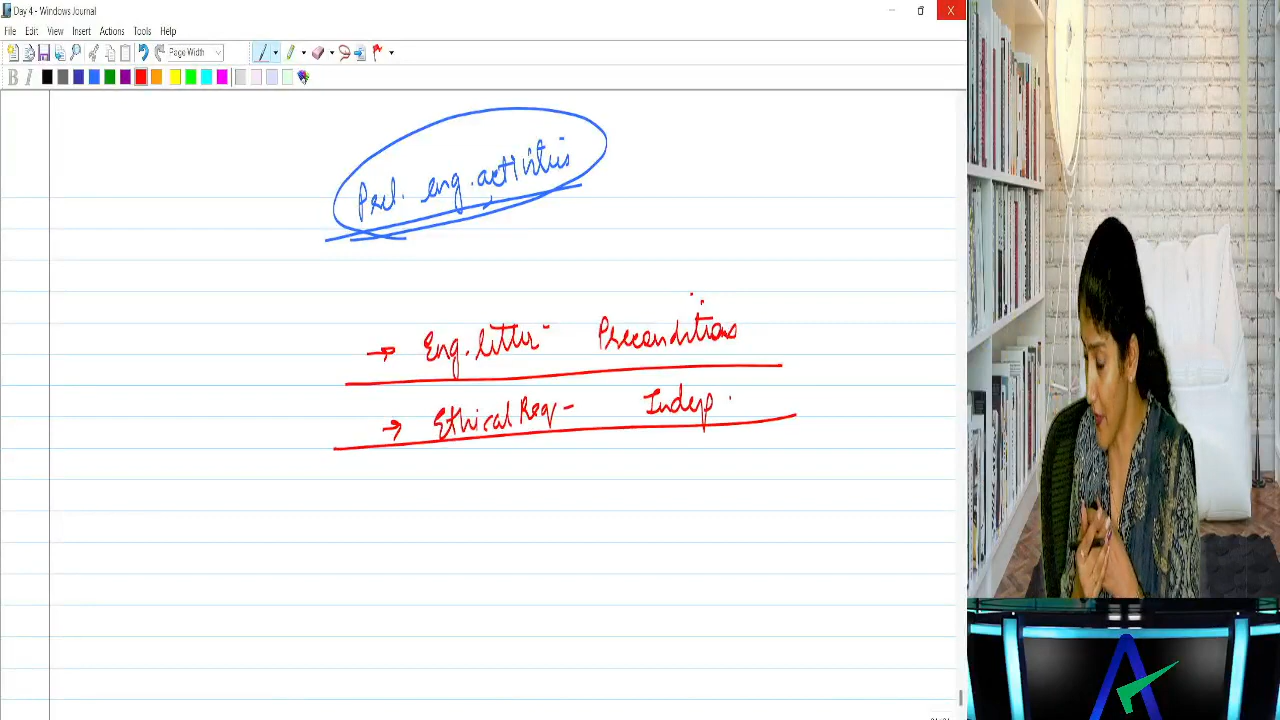 Day 4 - Windows Journal
File Edit View Insert Actions Tools Help
Page Width
B I
Prel. eng. activities
→ Eng. letter - Preconditions
→ Ethical Req - Indep.